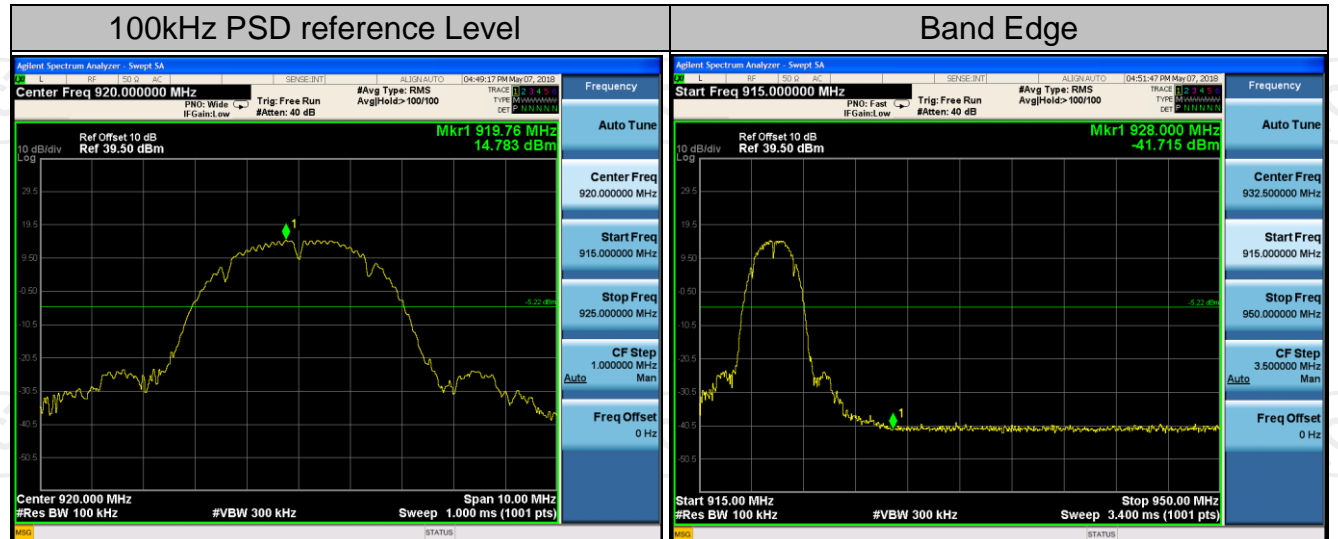 100kHz PSD reference Level
Band Edge
Agilent Spectrum Analyzer - Swept SA
L RF 50 Ω AC SENSE:INT ALIGN AUTO 04:49:17 PM May 07, 2018
Center Freq 920.000000 MHz
PNO: Wide
IFGain:Low
Trig: Free Run
#Atten: 40 dB
#Avg Type: RMS
Avg|Hold:>100/100
TRACE 1 2 3 4 5 6
TYPE M W W W W W
DET P N N N N N
Ref Offset 10 dB
Ref 39.50 dBm
10 dB/div
Log
Mkr1 919.76 MHz
14.783 dBm
29.5
19.5
9.50
-0.50
-10.5
-20.5
-30.5
-40.5
-50.5
1
-5.22 dBm
Center 920.000 MHz
Span 10.00 MHz
#Res BW 100 kHz
#VBW 300 kHz
Sweep 1.000 ms (1001 pts)
MSG
STATUS
Frequency
Auto Tune
Center Freq
920.000000 MHz
Start Freq
915.000000 MHz
Stop Freq
925.000000 MHz
CF Step
1.000000 MHz
Auto Man
Freq Offset
0 Hz
Agilent Spectrum Analyzer - Swept SA
L RF 50 Ω AC SENSE:INT ALIGN AUTO 04:51:47 PM May 07, 2018
Start Freq 915.000000 MHz
PNO: Fast
IFGain:Low
Trig: Free Run
#Atten: 40 dB
#Avg Type: RMS
Avg|Hold:>100/100
TRACE 1 2 3 4 5 6
TYPE M W W W W W
DET P N N N N N
Ref Offset 10 dB
Ref 39.50 dBm
10 dB/div
Log
Mkr1 928.000 MHz
-41.715 dBm
29.5
19.5
9.50
-0.50
-10.5
-20.5
-30.5
-40.5
-50.5
1
-5.22 dBm
Start 915.00 MHz
Stop 950.00 MHz
#Res BW 100 kHz
#VBW 300 kHz
Sweep 3.400 ms (1001 pts)
MSG
STATUS
Frequency
Auto Tune
Center Freq
932.500000 MHz
Start Freq
915.000000 MHz
Stop Freq
950.000000 MHz
CF Step
3.500000 MHz
Auto Man
Freq Offset
0 Hz